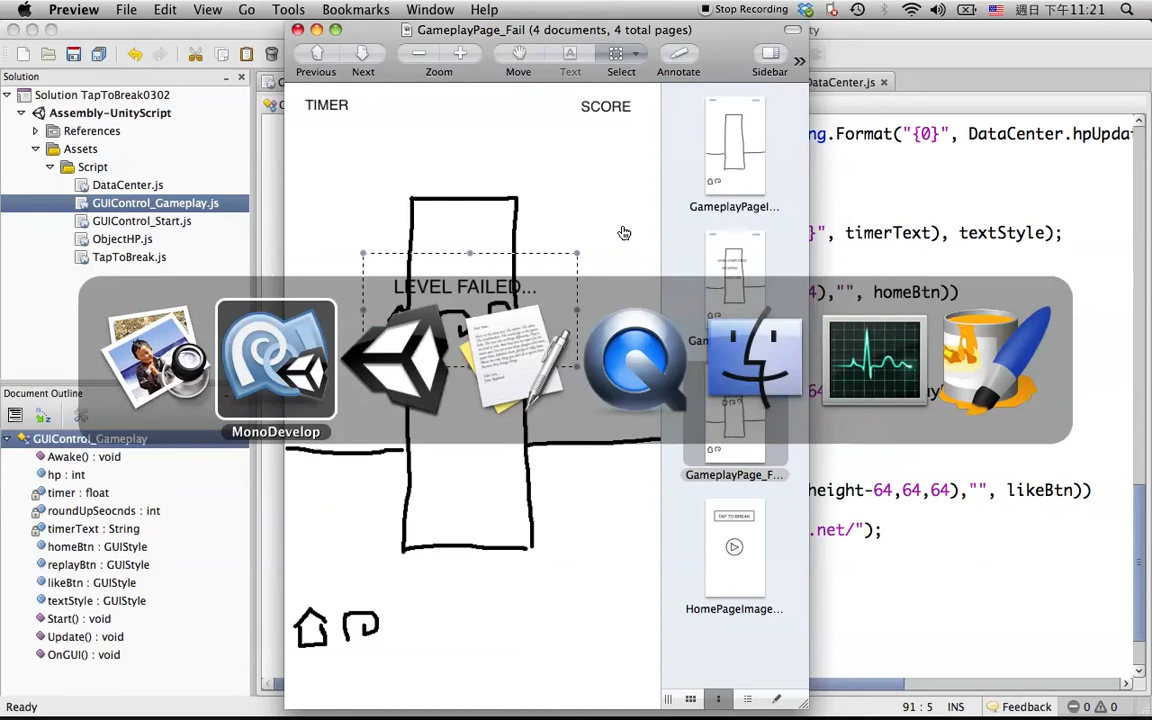 Preview File Edit View Go Tools Bookmarks Window Help
Stop Recording
週日 下午11:21
GameplayPage_Fail (4 documents, 4 total pages)
Previous Next Zoom Move Text Select Annotate Sidebar
Solution
Solution TapToBreak0302
Assembly-UnityScript
References
Assets
Script
DataCenter.js
GUIControl_Gameplay.js
GUIControl_Start.js
ObjectHP.js
TapToBreak.js
Document Outline
GUIControl_Gameplay
Awake() : void
hp : int
timer : float
roundUpSeocnds : int
timerText : String
homeBtn : GUIStyle
replayBtn : GUIStyle
likeBtn : GUIStyle
textStyle : GUIStyle
Start() : void
Update() : void
OnGUI() : void
Ready
TIMER
SCORE
LEVEL FAILED...
GameplayPageI...
GameplayPage_F...
TAP TO BREAK
HomePageImage...
MonoDevelop
DataCenter.js
ng.Format("{0}", DataCenter.hpUpda
}", timerText), textStyle);
),"", homeBtn))
height-64,64,64),"", likeBtn))
.net/");
91 : 5 INS
Feedback
0 0